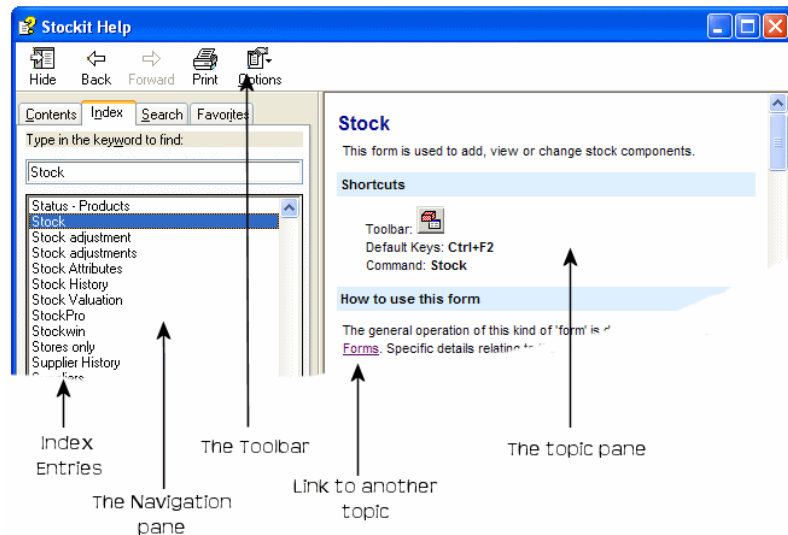 Stockit Help
Hide Back Forward Print Options
Contents Index Search Favorites
Type in the keyword to find:
Stock
Status - Products
Stock
Stock adjustment
Stock adjustments
Stock Attributes
Stock History
Stock Valuation
StockPro
Stockwin
Stores only
Supplier History
Suppliers
Stock
This form is used to add, view or change stock components.
Shortcuts
Toolbar:
Default Keys: Ctrl+F2
Command: Stock
How to use this form
The general operation of this kind of 'form' is
Forms. Specific details relating to
Index
Entries
The Navigation
pane
The Toolbar
Link to another
topic
The topic pane